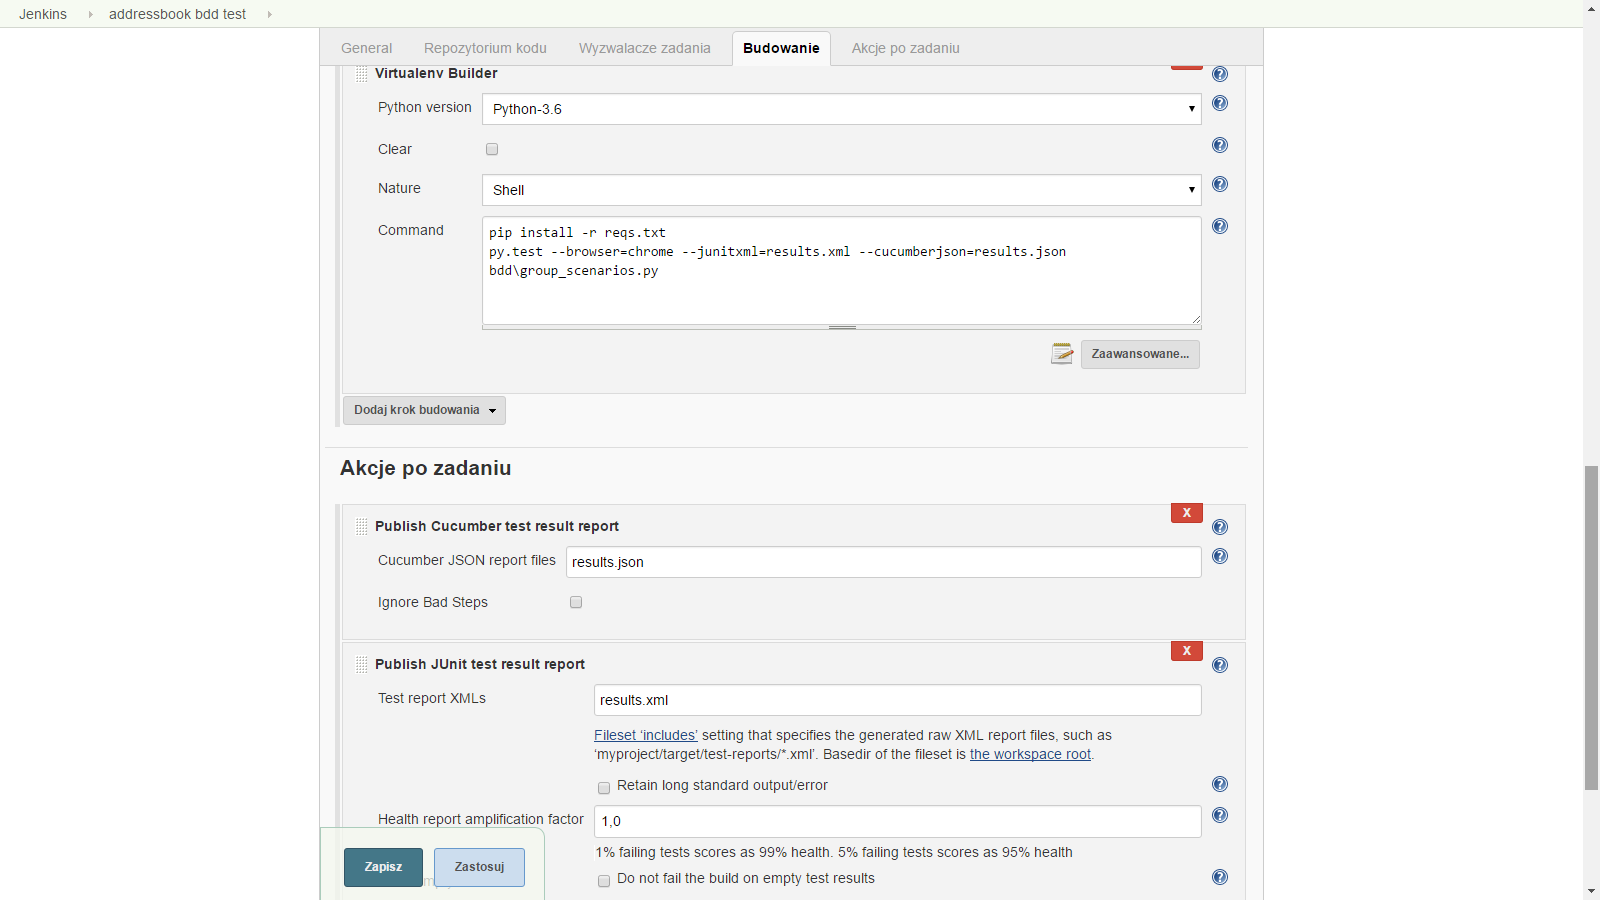 Jenkins addressbook bdd test
General Repozytorium kodu Wyzwalacze zadania Budowanie Akcje po zadaniu
Virtualenv Builder
Python version Python-3.6
Clear
Nature Shell
Command
pip install -r reqs.txt
py.test --browser=chrome --junitxml=results.xml --cucumberjson=results.json
bdd\group_scenarios.py
Zaawansowane...
Dodaj krok budowania
Akcje po zadaniu
X
Publish Cucumber test result report
Cucumber JSON report files results.json
Ignore Bad Steps
X
Publish JUnit test result report
Test report XMLs results.xml
Fileset ‘includes’ setting that specifies the generated raw XML report files, such as
‘myproject/target/test-reports/*.xml’. Basedir of the fileset is the workspace root.
Retain long standard output/error
Health report amplification factor 1,0
1% failing tests scores as 99% health. 5% failing tests scores as 95% health
Zapisz Zastosuj
Do not fail the build on empty test results